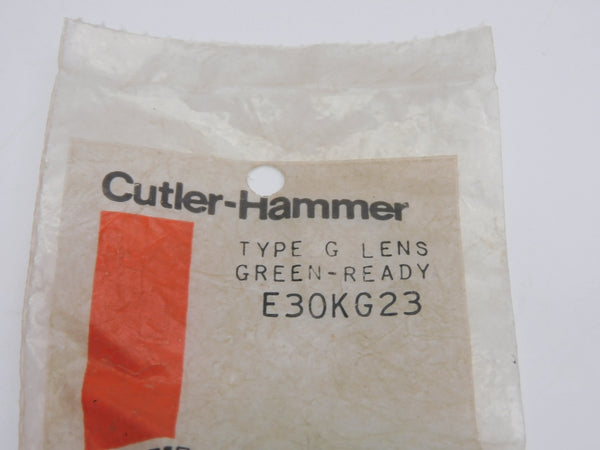 Cutler-Hammer
TYPE G LENS
GREEN-READY
E30KG23